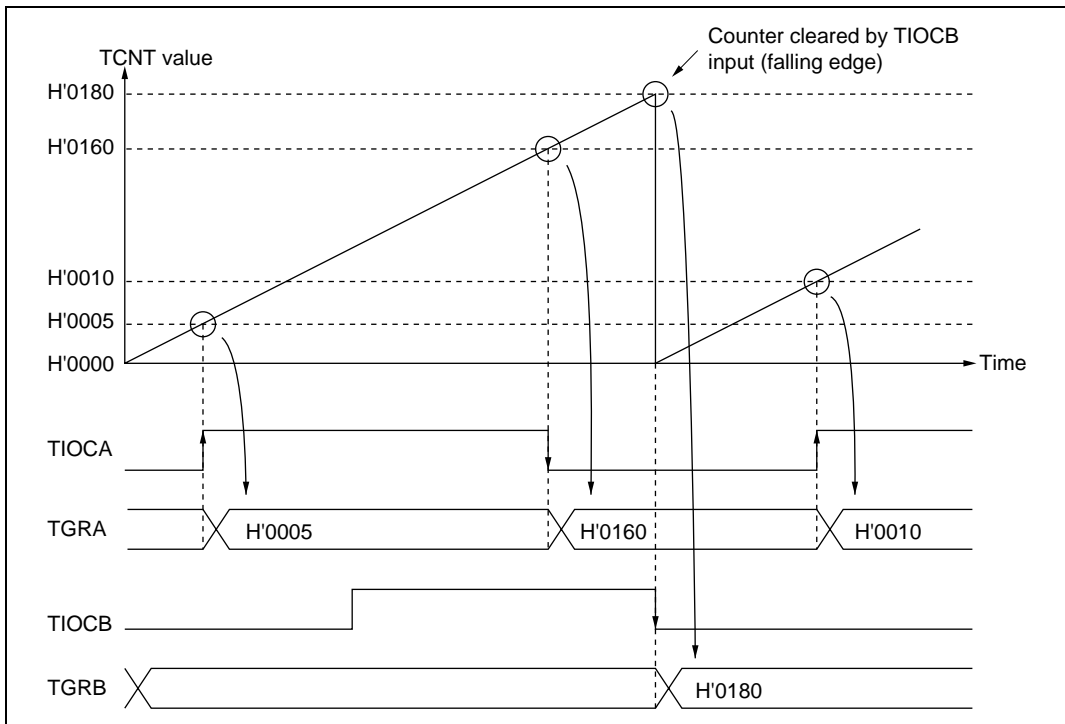 Counter cleared by TIOCB
input (falling edge)
TCNT value
H'0180
H'0160
H'0010
H'0005
H'0000
Time
TIOCA
TGRA
H'0005
H'0160
H'0010
TIOCB
TGRB
H'0180